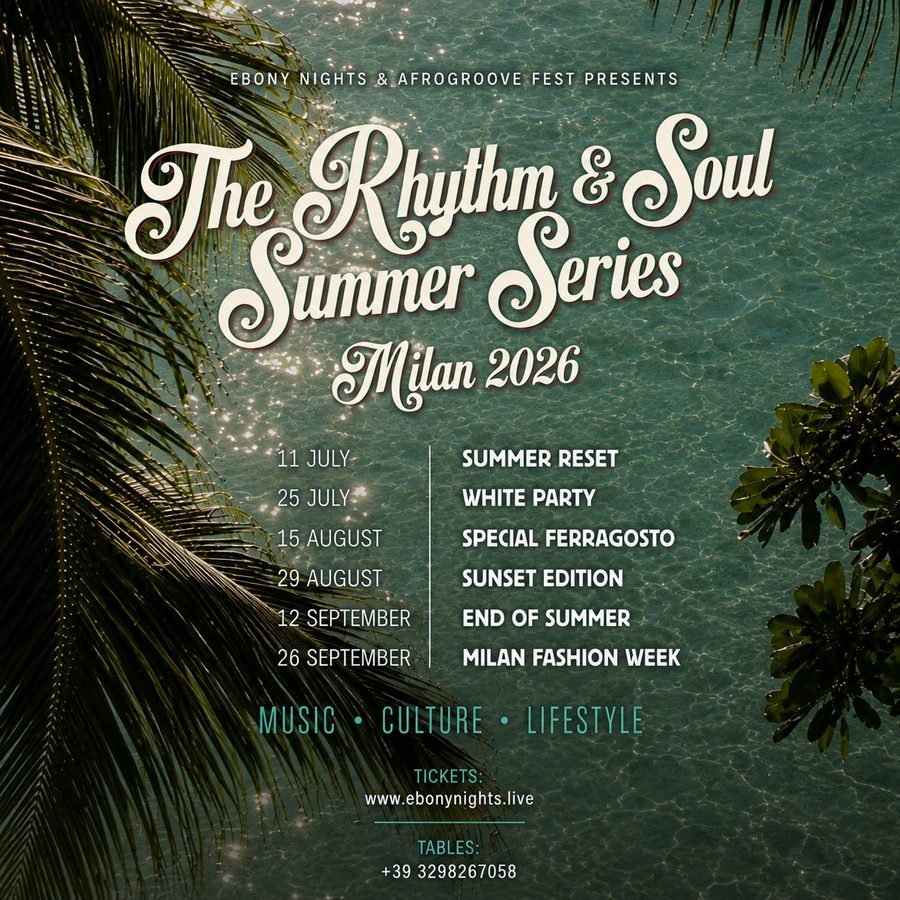 EBONY NIGHTS & AFROGROOVE FEST PRESENTS
The Rhythm & Soul
Summer Series
Milan 2026
11 JULY SUMMER RESET
25 JULY WHITE PARTY
15 AUGUST SPECIAL FERRAGOSTO
29 AUGUST SUNSET EDITION
12 SEPTEMBER END OF SUMMER
26 SEPTEMBER MILAN FASHION WEEK
MUSIC • CULTURE • LIFESTYLE
TICKETS:
www.ebonynights.live
TABLES:
+39 3298267058